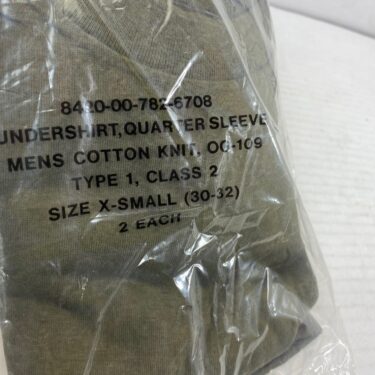 8420-00-782-6708
UNDERSHIRT, QUARTER SLEEVE
MENS COTTON KNIT, OG-109
TYPE 1, CLASS 2
SIZE X-SMALL (30-32)
2 EACH